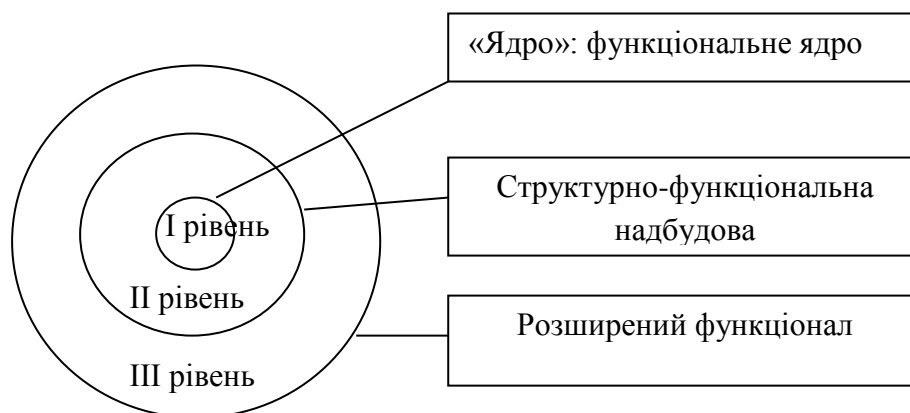 «Ядро»: функціональне ядро
І рівень
Структурно-функціональна
надбудова
ІІ рівень
Розширений функціонал
ІІІ рівень